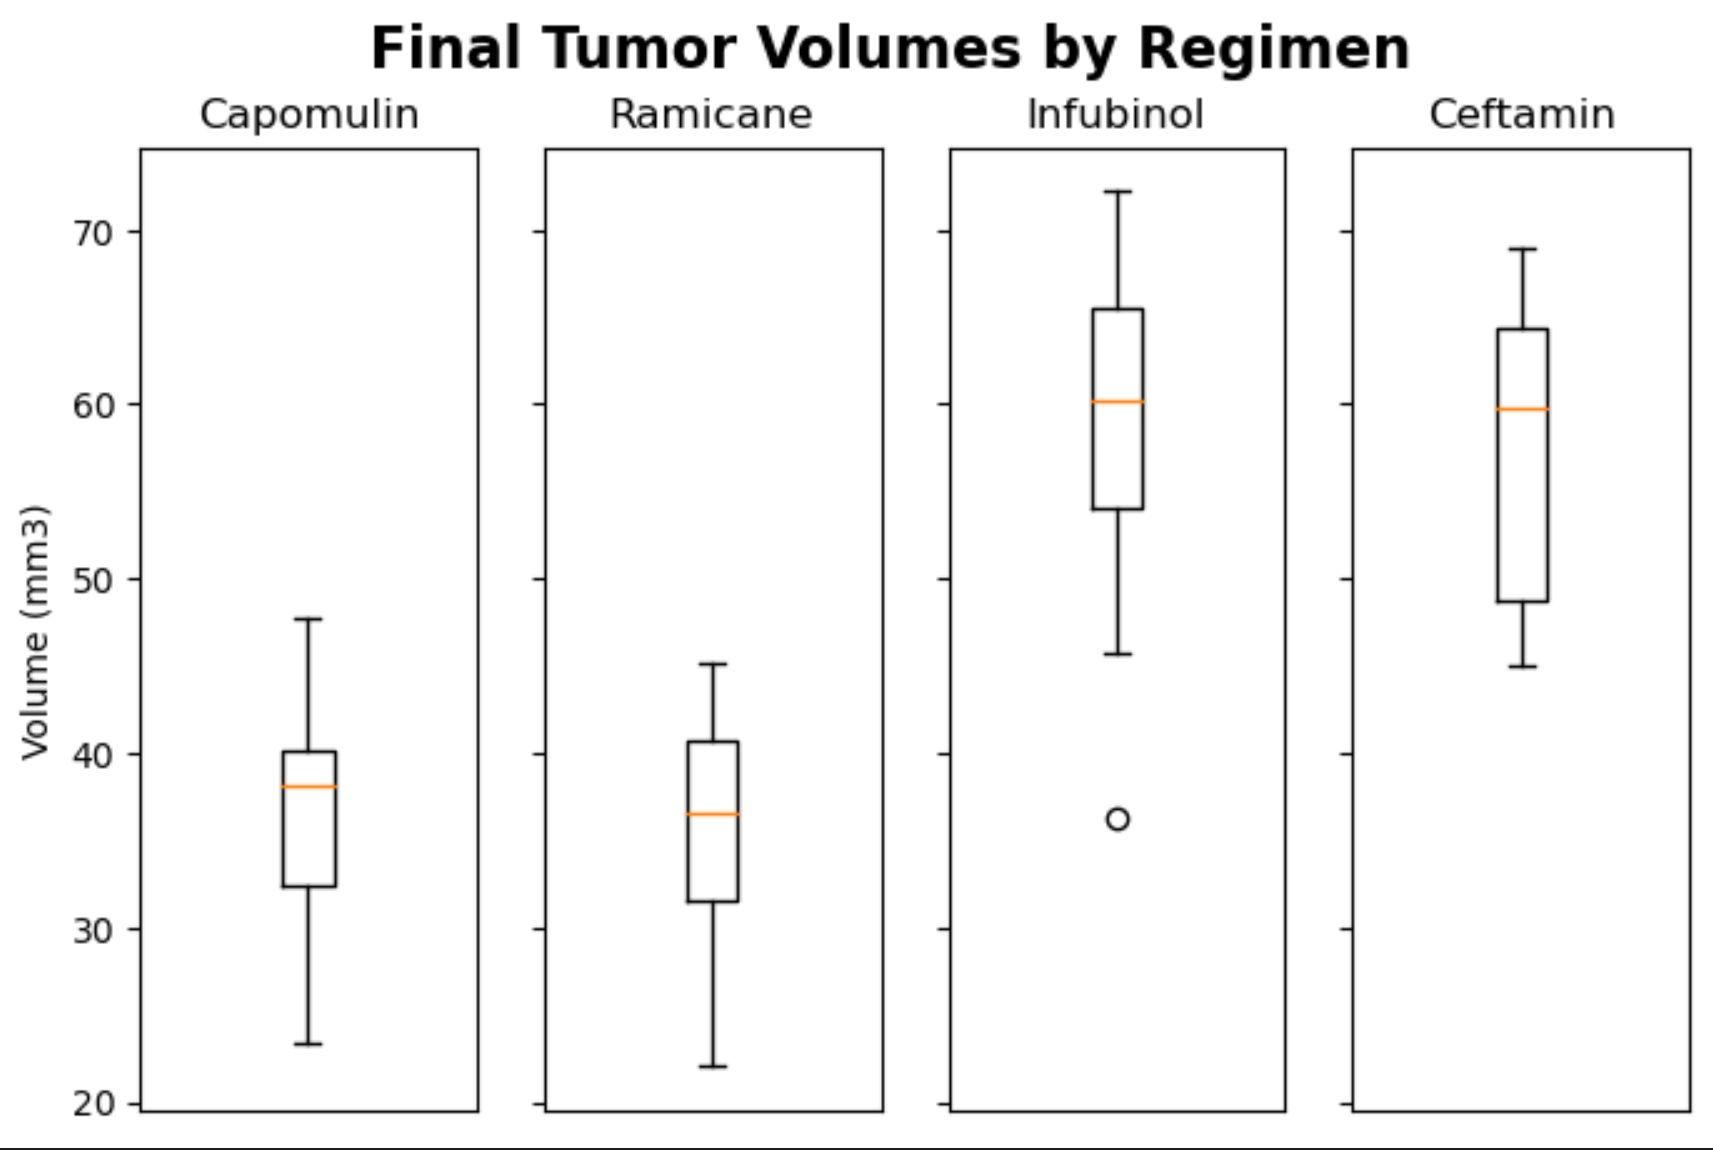 Final Tumor Volumes by Regimen
Capomulin
Ramicane
Infubinol
Ceftamin
Volume (mm3)
70
60
50
40
30
20